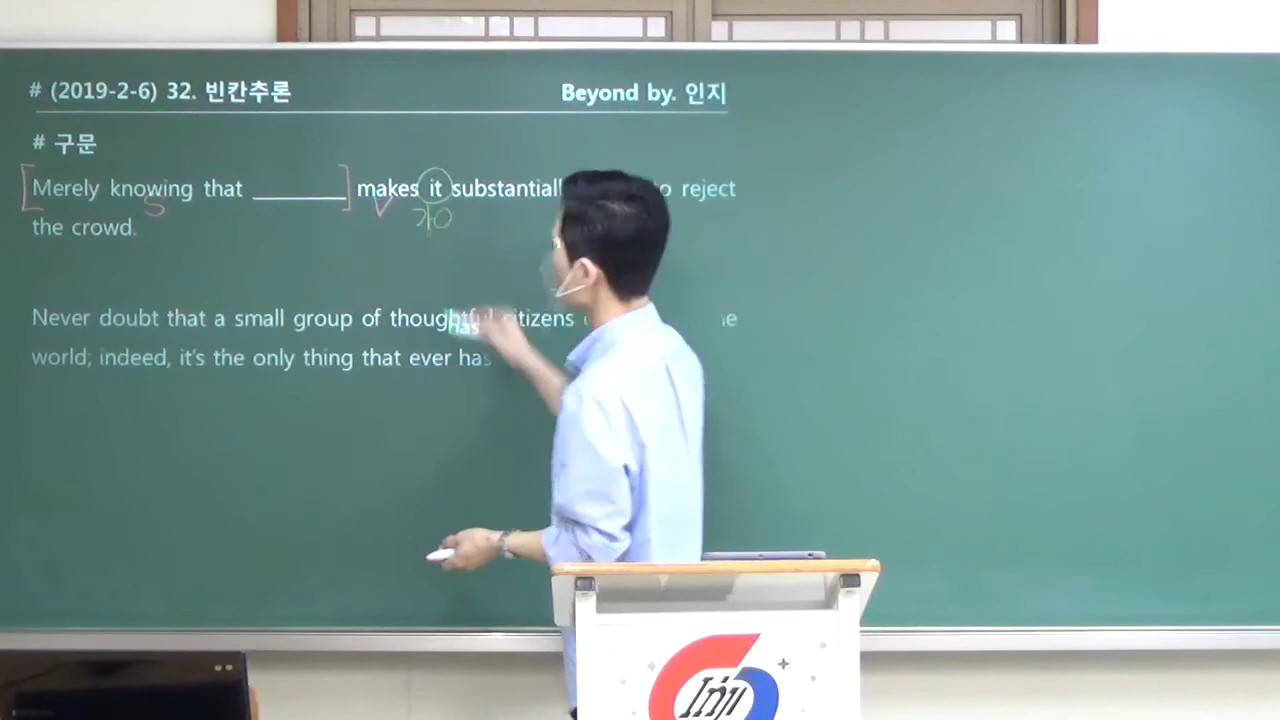 # (2019-2-6) 32. 빈칸추론
Beyond by. 인지
# 구문
[Merely knowing that ________] makes it substantiall reject
S V 가O
the crowd.
Never doubt that a small group of thoughtful citizens
world; indeed, it's the only thing that ever has
Inji